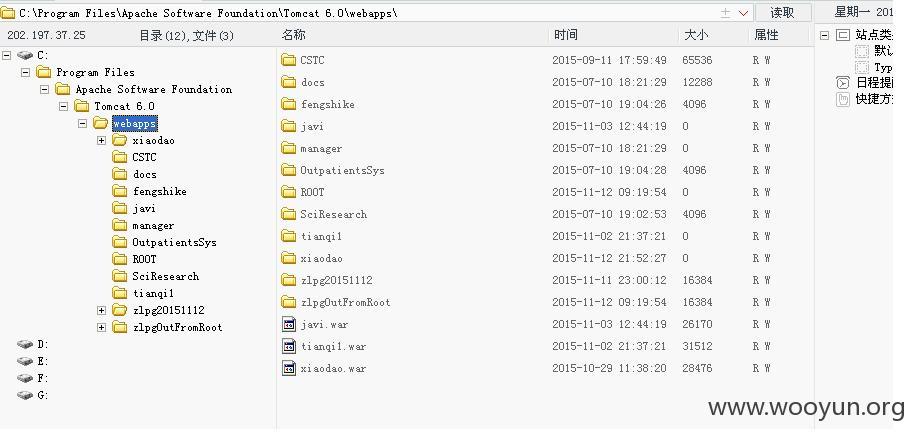 C:\Program Files\Apache Software Foundation\Tomcat 6.0\webapps\ 读取 星期一 201
202.197.37.25 目录(12),文件(3) 名称 时间 大小 属性
站点类
默认
Typ
日程提醒
快捷方
C:
Program Files
Apache Software Foundation
Tomcat 6.0
webapps
xiaodao
CSTC
docs
fengshike
javi
manager
OutpatientsSys
ROOT
SciResearch
tianqi1
zlpg20151112
zlpgOutFromRoot
D:
E:
F:
G:
CSTC 2015-09-11 17:59:49 65536 R W
docs 2015-07-10 18:21:29 12288 R W
fengshike 2015-07-10 19:04:26 4096 R W
javi 2015-11-03 12:44:19 0 R W
manager 2015-07-10 18:21:29 0 R W
OutpatientsSys 2015-07-10 19:04:28 4096 R W
ROOT 2015-11-12 09:19:54 0 R W
SciResearch 2015-07-10 19:02:53 4096 R W
tianqi1 2015-11-02 21:37:21 0 R W
xiaodao 2015-11-12 21:52:27 0 R W
zlpg20151112 2015-11-11 23:00:12 16384 R W
zlpgOutFromRoot 2015-11-12 09:19:54 16384 R W
javi.war 2015-11-03 12:44:19 26170 R W
tianqi1.war 2015-11-02 21:37:21 31512 R W
xiaodao.war 2015-10-29 11:38:20 28476 R W
www.wooyun.org